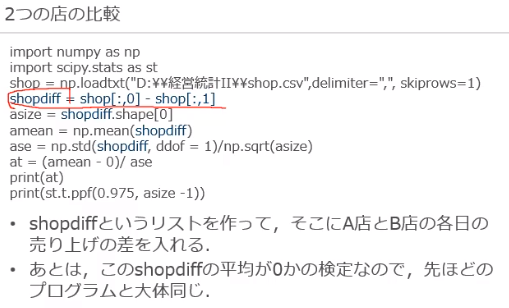 2つの店の比較
import numpy as np
import scipy.stats as st
shop = np.loadtxt("D:¥¥経営統計II¥¥shop.csv",delimiter=",", skiprows=1)
shopdiff = shop[:,0] - shop[:,1]
asize = shopdiff.shape[0]
amean = np.mean(shopdiff)
ase = np.std(shopdiff, ddof = 1)/np.sqrt(asize)
at = (amean - 0)/ ase
print(at)
print(st.t.ppf(0.975, asize -1))
• shopdiffというリストを作って，そこにA店とB店の各日の
売り上げの差を入れる．
• あとは，このshopdiffの平均が0かの検定なので，先ほどの
プログラムと大体同じ．